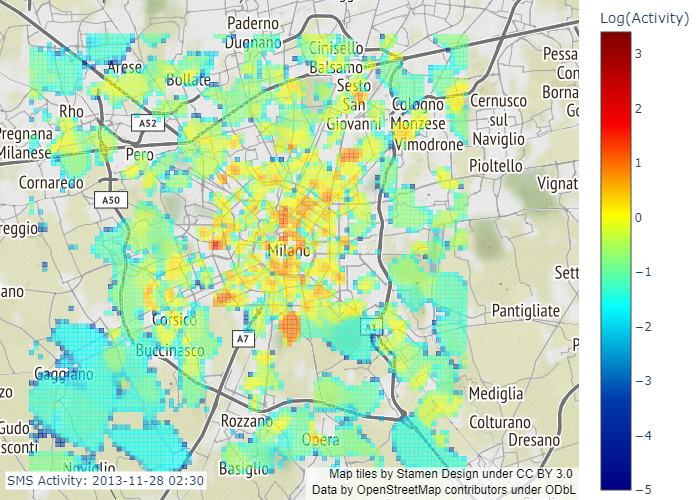 Log(Activity)
Paderno
Dugnano
Cinisello
Balsamo
Pessa
Con
Borna
Go
Arese
Bollate
Sesto
San
Giovanni
Cologno
Monzese
Cernusco
sul
Naviglio
Rho
A52
Pregnana
Milanese
Pero
Vimodrone
Pioltello
Cornaredo
Vignat
A50
reggio
Milano
Sett
ano
Pantigliate
Corsico
A7
A1
Buccinasco
Gaggiano
P
zo
Gudo
sconti
Rozzano
Opera
Mediglia
Colturano
Dresano
Noviglio
Basiglio
3
2
1
0
−1
−2
−3
−4
−5
SMS Activity: 2013-11-28 02:30
Map tiles by Stamen Design under CC BY 3.0
Data by OpenStreetMap contributors under ODbL